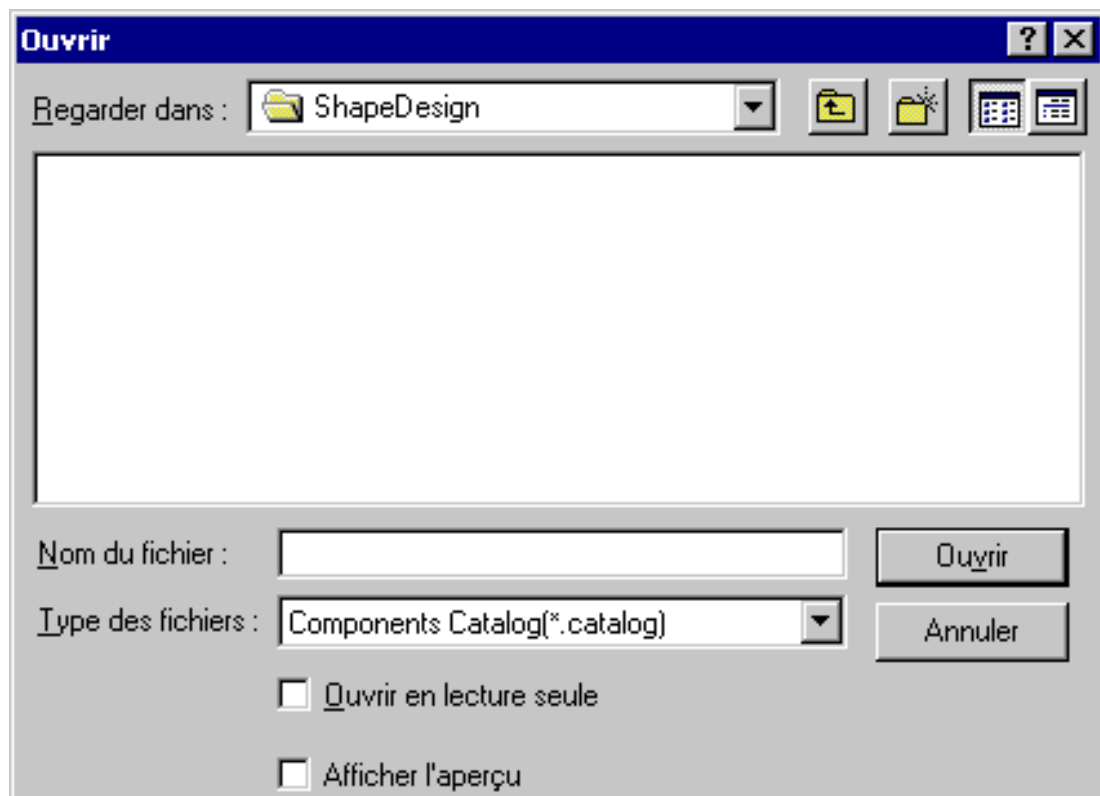 Ouvrir
Regarder dans : ShapeDesign
Nom du fichier : Ouvrir
Type des fichiers : Components Catalog(*.catalog) Annuler
Ouvrir en lecture seule
Afficher l'aperçu